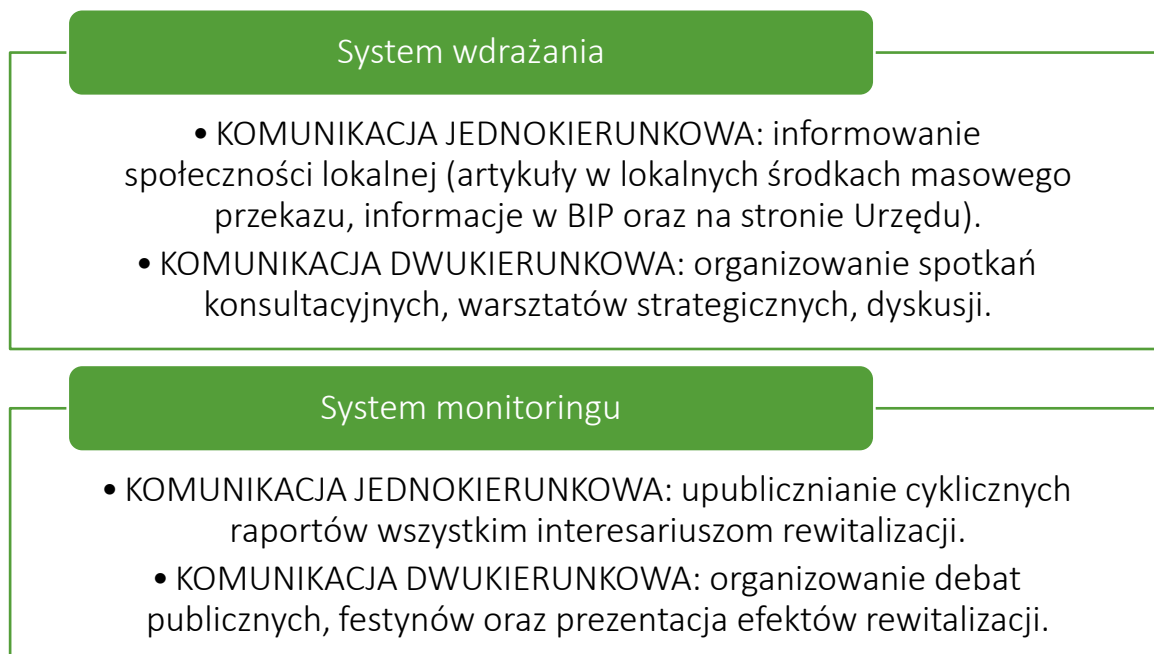 System wdrażania
• KOMUNIKACJA JEDNOKIERUNKOWA: informowanie
społeczności lokalnej (artykuły w lokalnych środkach masowego
przekazu, informacje w BIP oraz na stronie Urzędu).
• KOMUNIKACJA DWUKIERUNKOWA: organizowanie spotkań
konsultacyjnych, warsztatów strategicznych, dyskusji.
System monitoringu
• KOMUNIKACJA JEDNOKIERUNKOWA: upublicznianie cyklicznych
raportów wszystkim interesariuszom rewitalizacji.
• KOMUNIKACJA DWUKIERUNKOWA: organizowanie debat
publicznych, festynów oraz prezentacja efektów rewitalizacji.